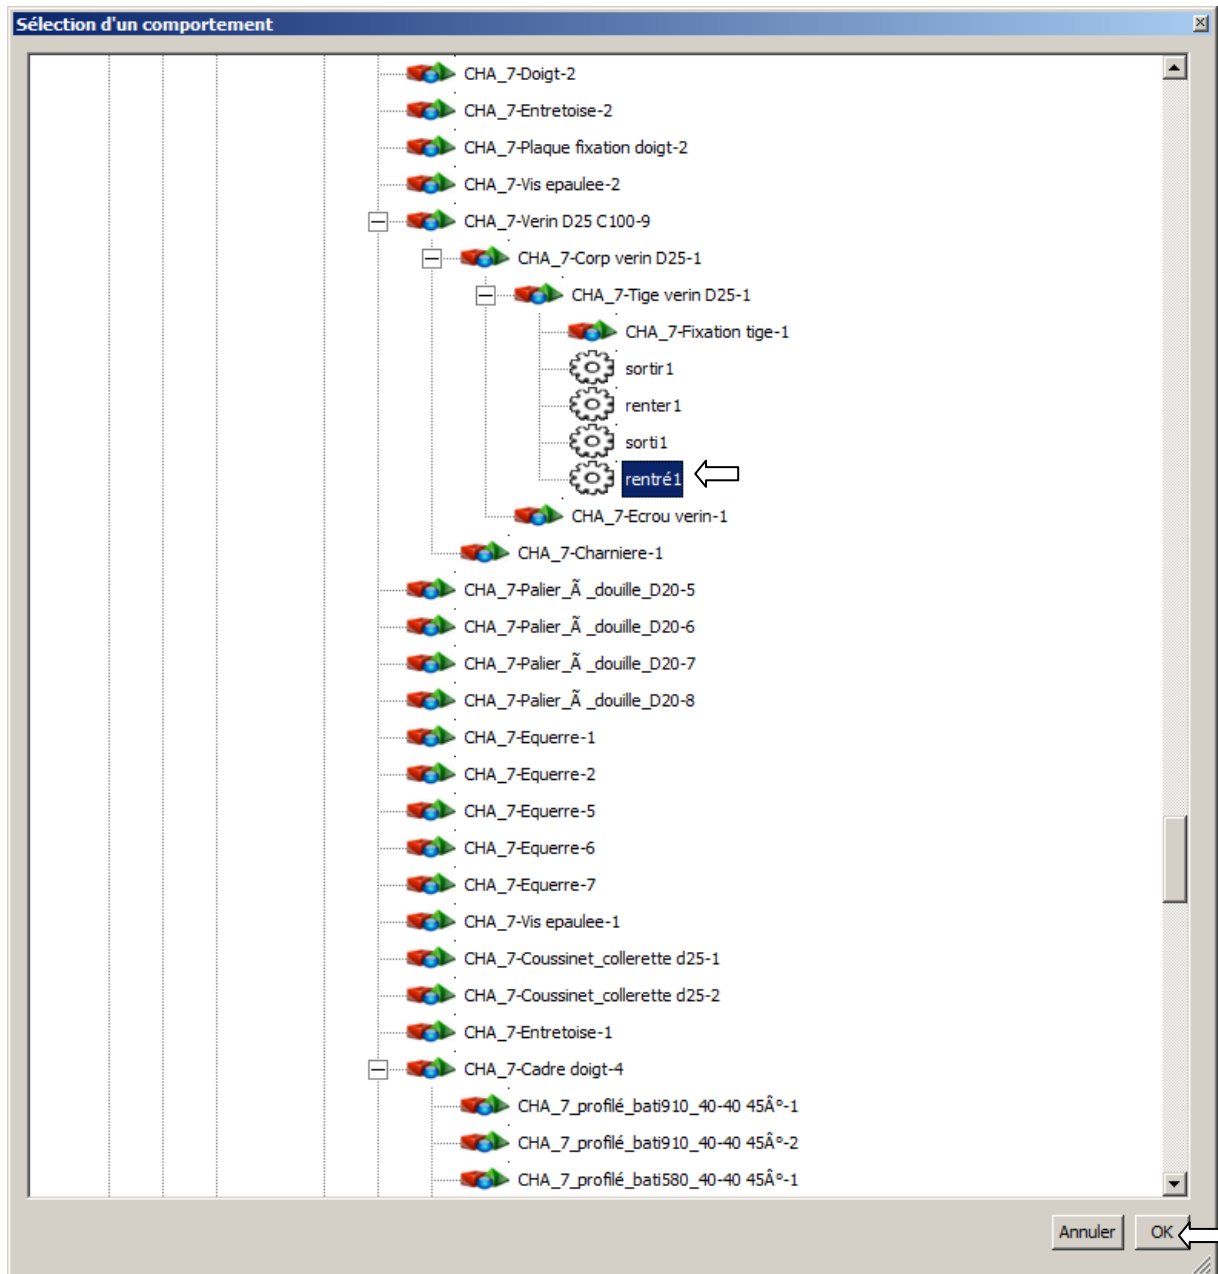 Sélection d'un comportement
CHA_7-Doigt-2
CHA_7-Entretoise-2
CHA_7-Plaque fixation doigt-2
CHA_7-Vis epaulee-2
CHA_7-Verin D25 C100-9
CHA_7-Corp verin D25-1
CHA_7-Tige verin D25-1
CHA_7-Fixation tige-1
sortir1
renter1
sorti1
rentré1
CHA_7-Ecrou verin-1
CHA_7-Charniere-1
CHA_7-Palier_Ã _douille_D20-5
CHA_7-Palier_Ã _douille_D20-6
CHA_7-Palier_Ã _douille_D20-7
CHA_7-Palier_Ã _douille_D20-8
CHA_7-Equerre-1
CHA_7-Equerre-2
CHA_7-Equerre-5
CHA_7-Equerre-6
CHA_7-Equerre-7
CHA_7-Vis epaulee-1
CHA_7-Coussinet_collerette d25-1
CHA_7-Coussinet_collerette d25-2
CHA_7-Entretoise-1
CHA_7-Cadre doigt-4
CHA_7_profilé_bati910_40-40 45Âº-1
CHA_7_profilé_bati910_40-40 45Âº-2
CHA_7_profilé_bati580_40-40 45Âº-1
Annuler OK